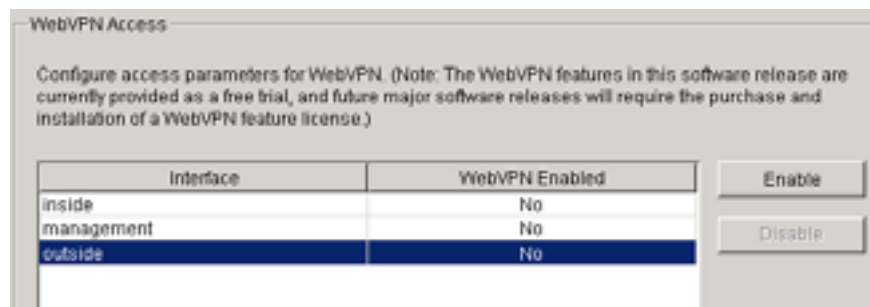 WebVPN Access
Configure access parameters for WebVPN. (Note: The WebVPN features in this software release are
currently provided as a free trial, and future major software releases will require the purchase and
installation of a WebVPN feature license.)
Interface WebVPN Enabled Enable
inside No
management No Disable
outside No